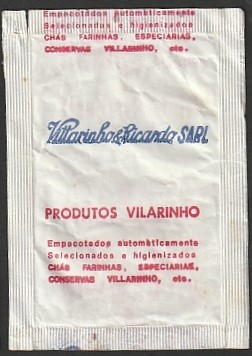 Empacotados automàticamente
Selecionados e higienizados
CHÁS FARINHAS, ESPECIARIAS,
CONSERVAS VILLARINHO, etc.
Villarinho & Ricardo, SARL
PRODUTOS VILARINHO
Empacotados automàticamente
Selecionados e higienizados
CHÁS FARINHAS, ESPECIARIAS,
CONSERVAS VILLARINHO, etc.